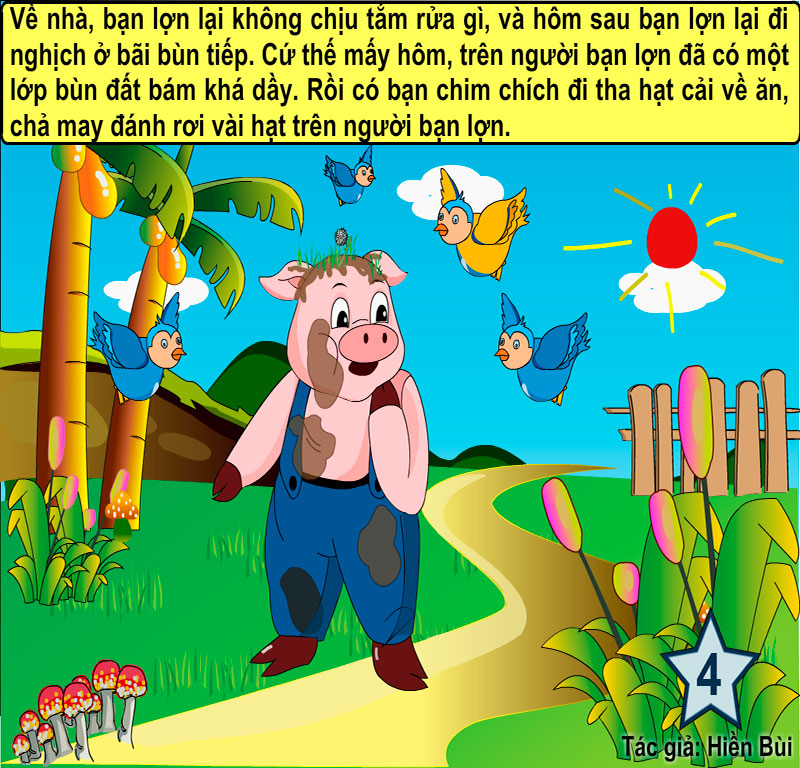 Về nhà, bạn lợn lại không chịu tắm rửa gì, và hôm sau bạn lợn lại đi
nghịch ở bãi bùn tiếp. Cứ thế mấy hôm, trên người bạn lợn đã có một
lớp bùn đất bám khá dầy. Rồi có bạn chim chích đi tha hạt cải về ăn,
chả may đánh rơi vài hạt trên người bạn lợn.
4
Tác giả: Hiền Bùi